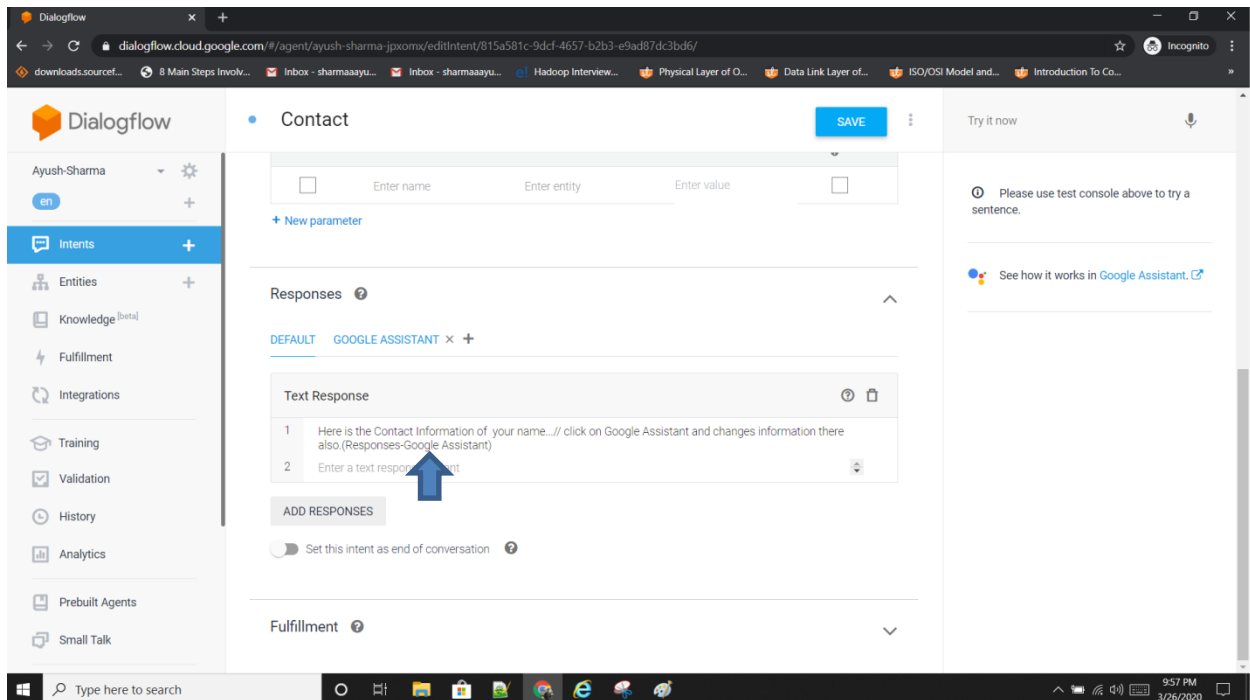 Dialogflow
dialogflow.cloud.google.com/#/agent/ayush-sharma-jpxomx/editIntent/815a581c-9dcf-4657-b2b3-e9ad87dc3bd6/
Incognito
downloads.sourcef...
8 Main Steps Involv...
Inbox - sharmaaayu...
Inbox - sharmaaayu...
Hadoop Interview...
Physical Layer of O...
Data Link Layer of...
ISO/OSI Model and...
Introduction To Co...
»
Dialogflow
Contact
SAVE
Try it now
Ayush-Sharma
en
Intents
Entities
Knowledge [beta]
Fulfillment
Integrations
Training
Validation
History
Analytics
Prebuilt Agents
Small Talk
Enter name
Enter entity
Enter value
+ New parameter
Responses
DEFAULT
GOOGLE ASSISTANT
Text Response
1 Here is the Contact Information of your name...// click on Google Assistant and changes information there
also.(Responses-Google Assistant)
2 Enter a text
ADD RESPONSES
Set this intent as end of conversation
Fulfillment
Please use test console above to try a
sentence.
See how it works in Google Assistant.
Type here to search
9:57 PM
3/26/2020